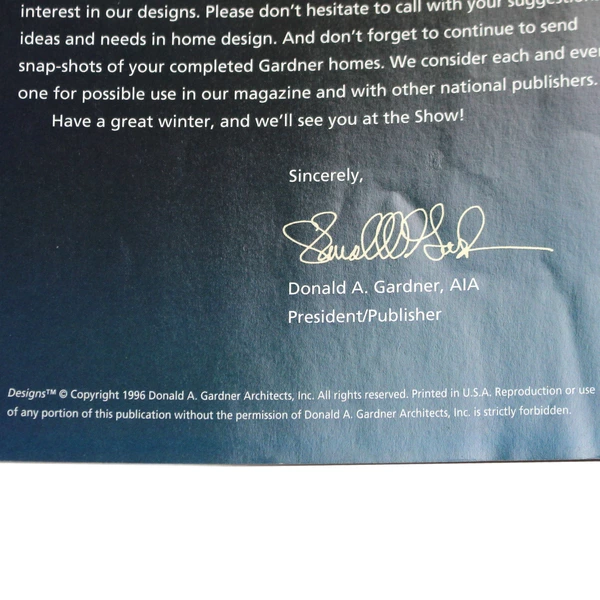 interest in our designs. Please don't hesitate to call with your suggestion
ideas and needs in home design. And don't forget to continue to send
snap-shots of your completed Gardner homes. We consider each and ever
one for possible use in our magazine and with other national publishers.
Have a great winter, and we'll see you at the Show!
Sincerely,
Donald A. Gardner, AIA
President/Publisher
Designs™ © Copyright 1996 Donald A. Gardner Architects, Inc. All rights reserved. Printed in U.S.A. Reproduction or use
of any portion of this publication without the permission of Donald A. Gardner Architects, Inc. is strictly forbidden.